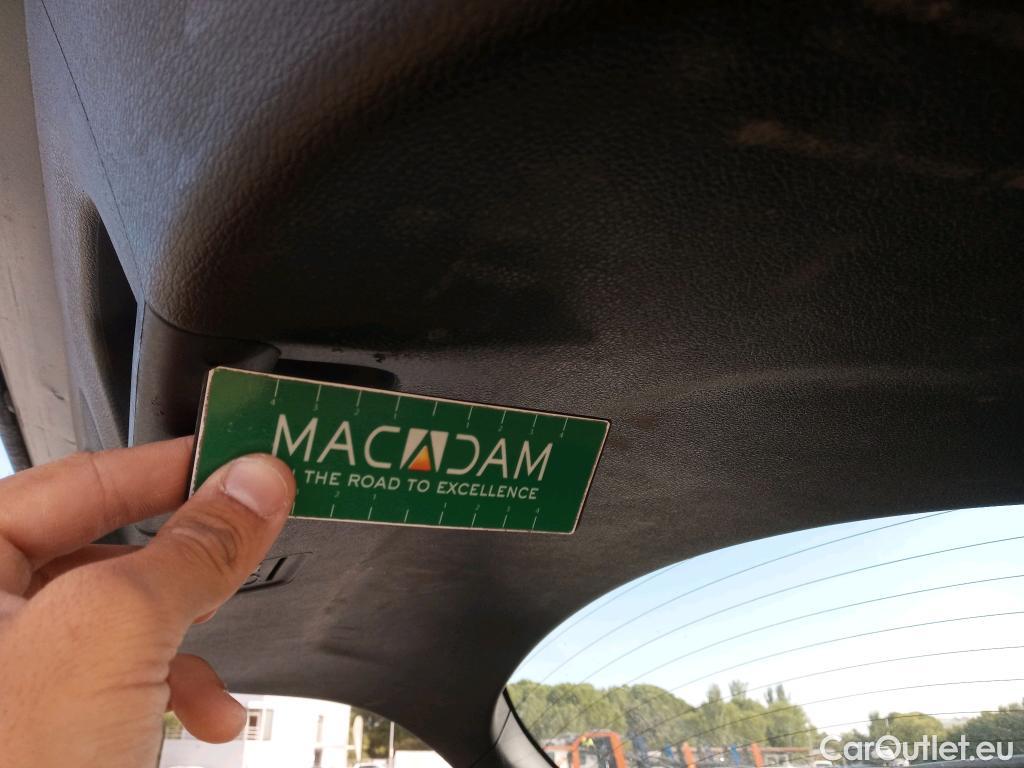 MACADAM
THE ROAD TO EXCELLENCE
CarOutlet.eu